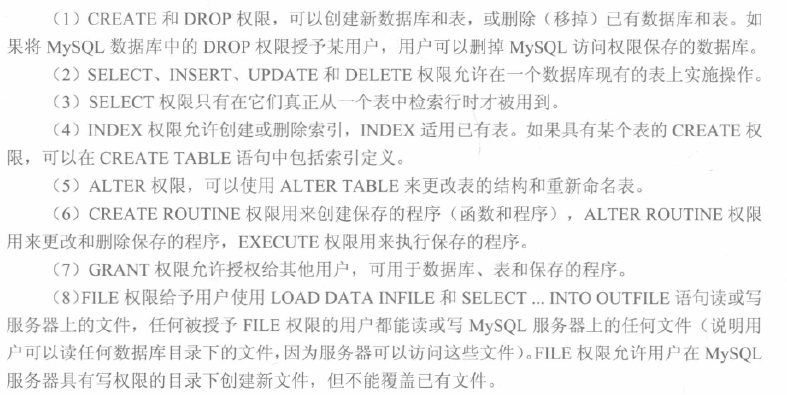 （1）CREATE 和 DROP 权限，可以创建新数据库和表，或删除（移掉）已有数据库和表。如
果将 MySQL 数据库中的 DROP 权限授予某用户，用户可以删掉 MySQL 访问权限保存的数据库。
（2）SELECT、INSERT、UPDATE 和 DELETE 权限允许在一个数据库现有的表上实施操作。
（3）SELECT 权限只有在它们真正从一个表中检索行时才被用到。
（4）INDEX 权限允许创建或删除索引，INDEX 适用已有表。如果具有某个表的 CREATE 权
限，可以在 CREATE TABLE 语句中包括索引定义。
（5）ALTER 权限，可以使用 ALTER TABLE 来更改表的结构和重新命名表。
（6）CREATE ROUTINE 权限用来创建保存的程序（函数和程序），ALTER ROUTINE 权限
用来更改和删除保存的程序，EXECUTE 权限用来执行保存的程序。
（7）GRANT 权限允许授权给其他用户，可用于数据库、表和保存的程序。
（8）FILE 权限给予用户使用 LOAD DATA INFILE 和 SELECT ... INTO OUTFILE 语句读或写
服务器上的文件，任何被授予 FILE 权限的用户都能读或写 MySQL 服务器上的任何文件（说明用
户可以读任何数据库目录下的文件，因为服务器可以访问这些文件）。FILE 权限允许用户在 MySQL
服务器具有写权限的目录下创建新文件，但不能覆盖已有文件。